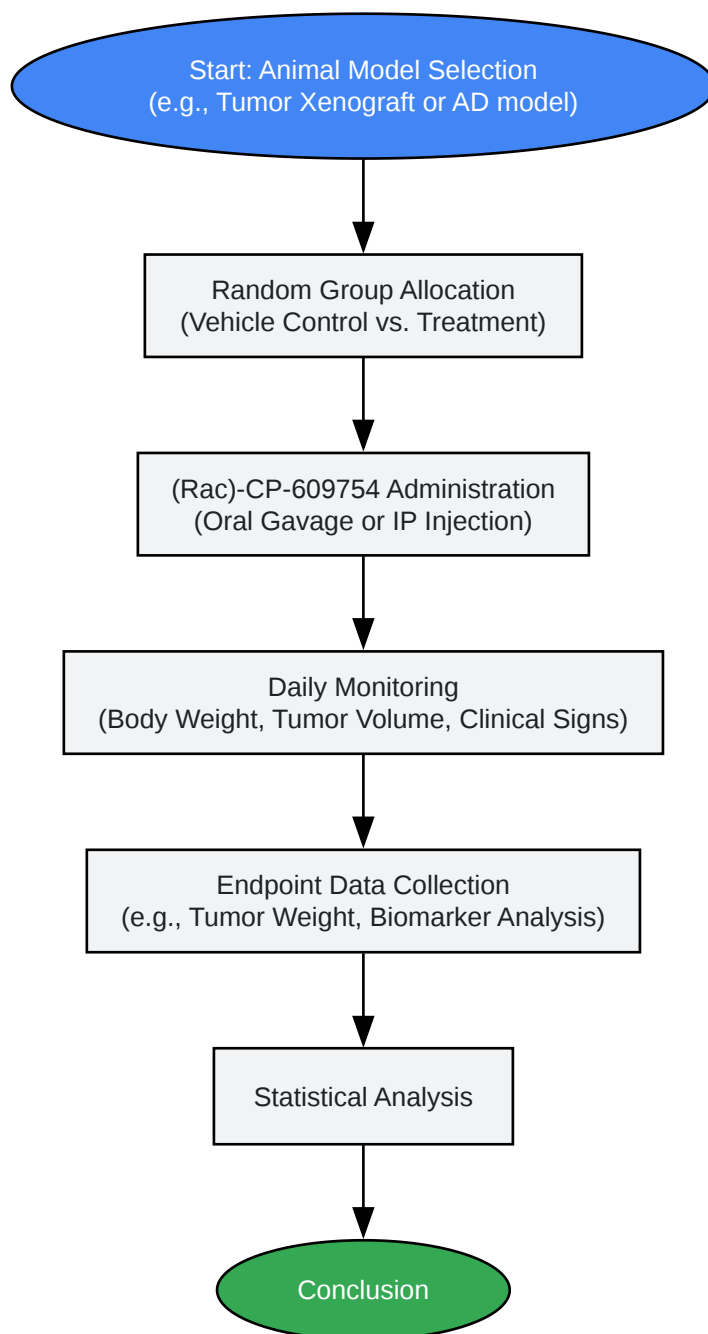 Start: Animal Model Selection
(e.g., Tumor Xenograft or AD model)
Random Group Allocation
(Vehicle Control vs. Treatment)
(Rac)-CP-609754 Administration
(Oral Gavage or IP Injection)
Daily Monitoring
(Body Weight, Tumor Volume, Clinical Signs)
Endpoint Data Collection
(e.g., Tumor Weight, Biomarker Analysis)
Statistical Analysis
Conclusion